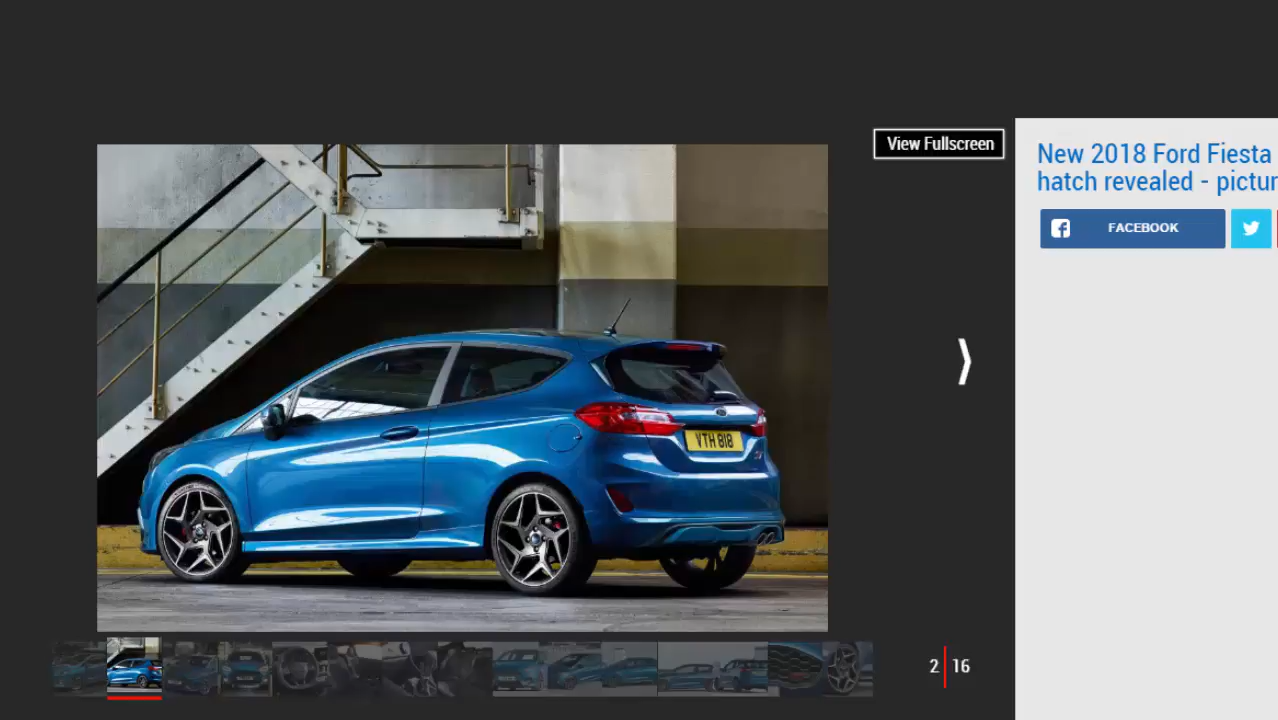 View Fullscreen
New 2018 Ford Fiesta
hatch revealed - pictur
FACEBOOK
VTH 818
2 16